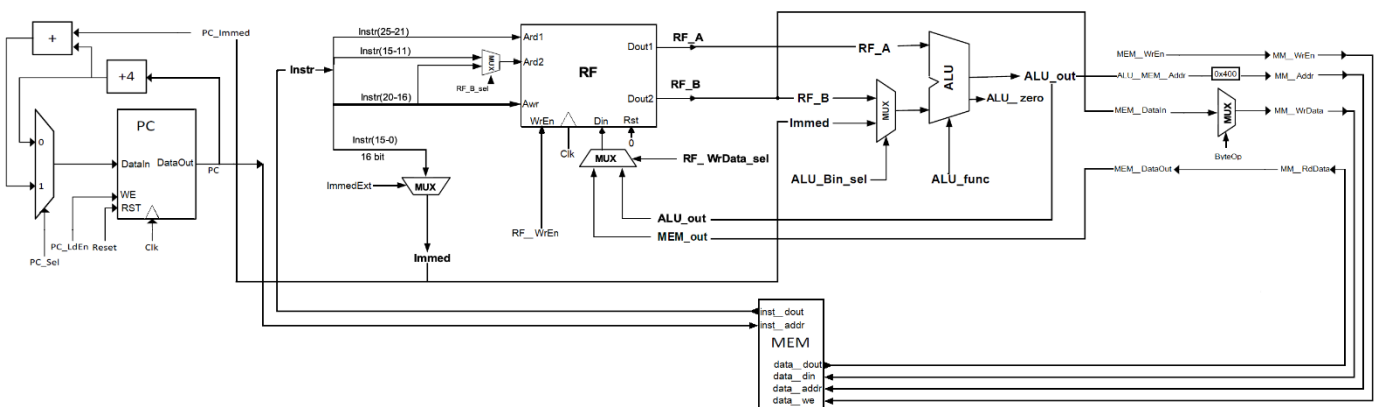 +
PC_Immed
+4
PC
0
1
DataIn
DataOut
PC
WE
RST
PC_LdEn
Reset
Clk
PC_Sel
Instr
Instr(25-21)
Instr(15-11)
MUX
RF_B_sel
Instr(20-16)
Instr(15-0)
16 bit
ImmedExt
MUX
Immed
Ard1
Ard2
RF
Dout1
Dout2
Awr
WrEn
Din
Rst
Clk
0
MUX
RF_WrData_sel
RF_WrEn
ALU_out
MEM_out
RF_A
RF_B
RF_A
RF_B
Immed
MUX
ALU_Bin_sel
ALU
ALU_func
ALU_out
ALU_zero
MEM_WrEn
MM_WrEn
ALU_MEM_Addr
0x400
MM_Addr
MEM_DataIn
MUX
MM_WrData
ByteOp
MEM_DataOut
MM_RdData
inst_dout
inst_addr
MEM
data_dout
data_din
data_addr
data_we